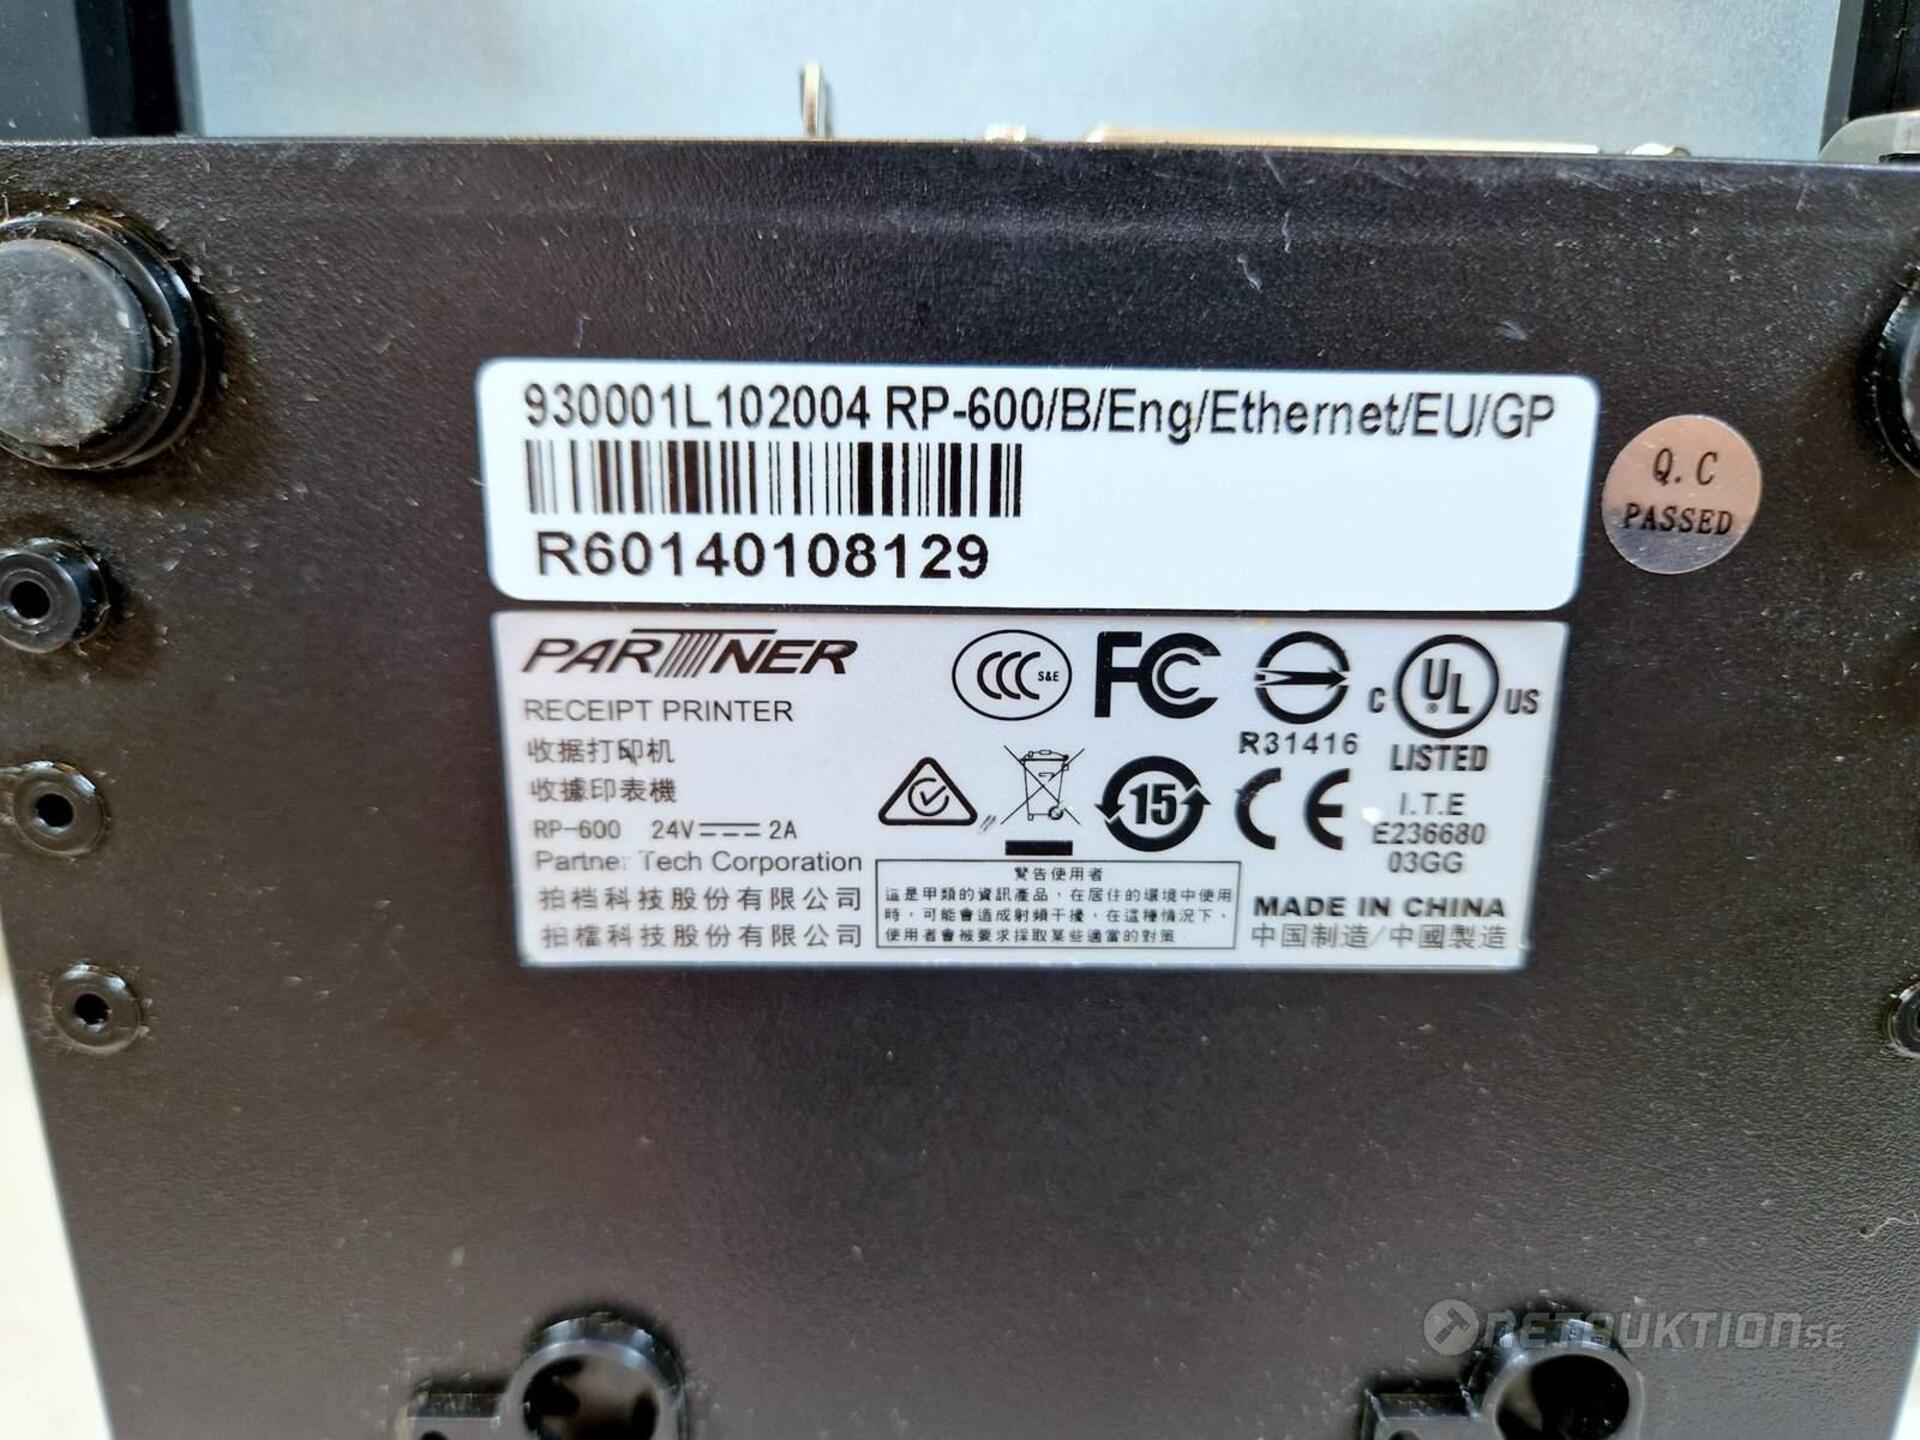 930001L102004 RP-600/B/Eng/Ethernet/EU/GP
R60140108129
Q.C
PASSED
PARTNER
RECEIPT PRINTER
收据打印机
收據印表機
RP-600 24V 2A
Partner Tech Corporation
拍档科技股份有限公司
拍檔科技股份有限公司
CCC S&E
FC
R31416
C UL US
LISTED
I.T.E
E236680
03GG
15
CE
警告使用者
這是甲類的資訊產品，在居住的環境中使用
時，可能會造成射頻干擾，在這種情況下，
使用者會被要求採取某些適當的對策
MADE IN CHINA
中国制造/中國製造
NETAUKTION.SE